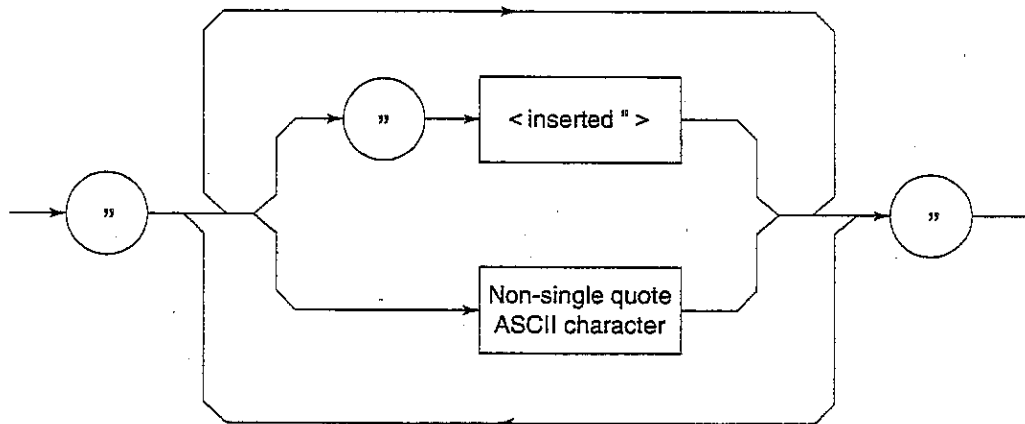 ”
< inserted " >
”
”
Non-single quote
ASCII character